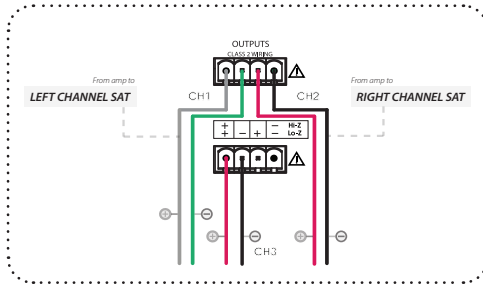 OUTPUTS
CLASS 2 WIRING
From amp to
LEFT CHANNEL SAT
CH1
CH2
From amp to
RIGHT CHANNEL SAT
+ – Hi-Z
+ – + – Lo-Z
+ –
+ –
+ –
CH3